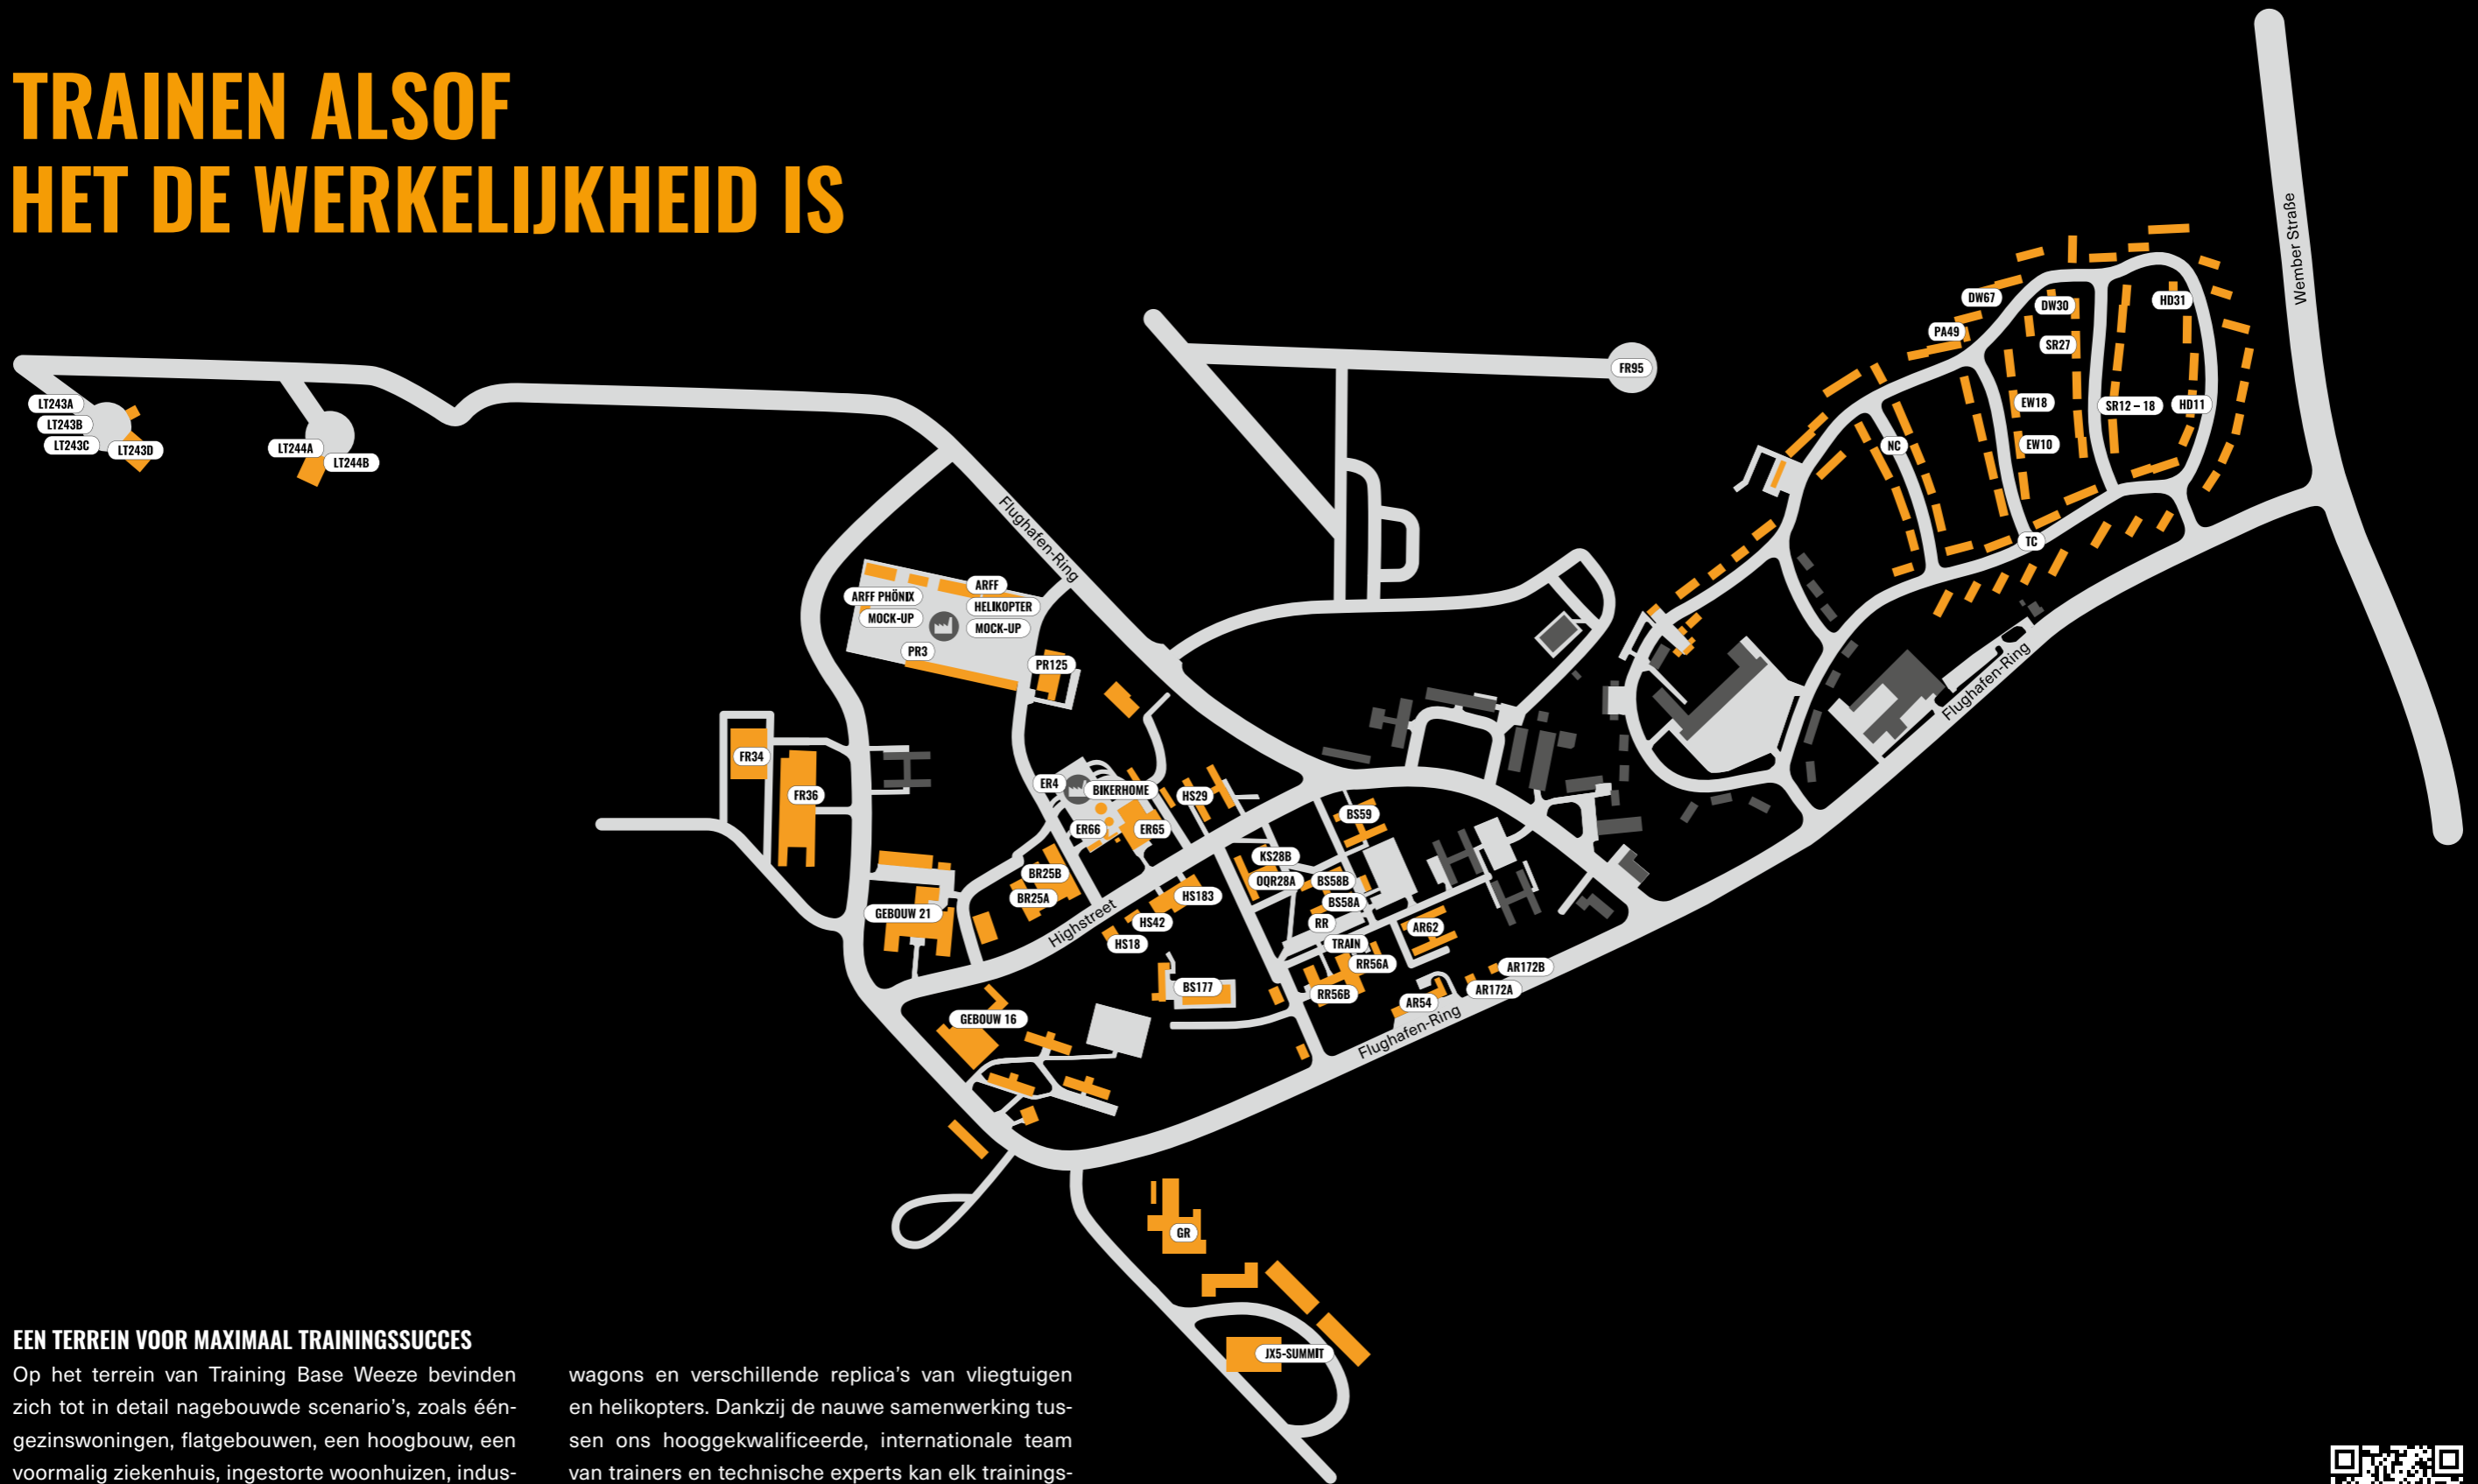 TRAINEN ALSOF
HET DE WERKELIJKHEID IS
Wember Straße
DW67
DW30
HD31
PA49
SR27
FR95
LT243A
LT243B
LT243C
LT243D
LT244A
LT244B
EW18
SR12 – 18
HD11
NC
EW10
TC
Flughafen-Ring
ARFF
ARFF PHÖNIX
HELIKOPTER
MOCK-UP
MOCK-UP
PR3
PR125
Flughafen-Ring
FR34
FR36
ER4
BIKERHOME
HS29
BS59
ER66
ER65
KS28B
BR25B
OQR28A
BS58B
BR25A
HS183
BS58A
GEBOUW 21
Highstreet
HS42
RR
AR62
HS18
TRAIN
RR56A
AR172B
BS177
RR56B
AR54
AR172A
GEBOUW 16
Flughafen-Ring
GR
JX5-SUMMIT
EEN TERREIN VOOR MAXIMAAL TRAININGSSUCCES
Op het terrein van Training Base Weeze bevinden
zich tot in detail nagebouwde scenario’s, zoals één-
gezinswoningen, flatgebouwen, een hoogbouw, een
voormalig ziekenhuis, ingestorte woonhuizen, indus-
wagons en verschillende replica’s van vliegtuigen
en helikopters. Dankzij de nauwe samenwerking tus-
sen ons hooggekwalificeerde, internationale team
van trainers en technische experts kan elk trainings-